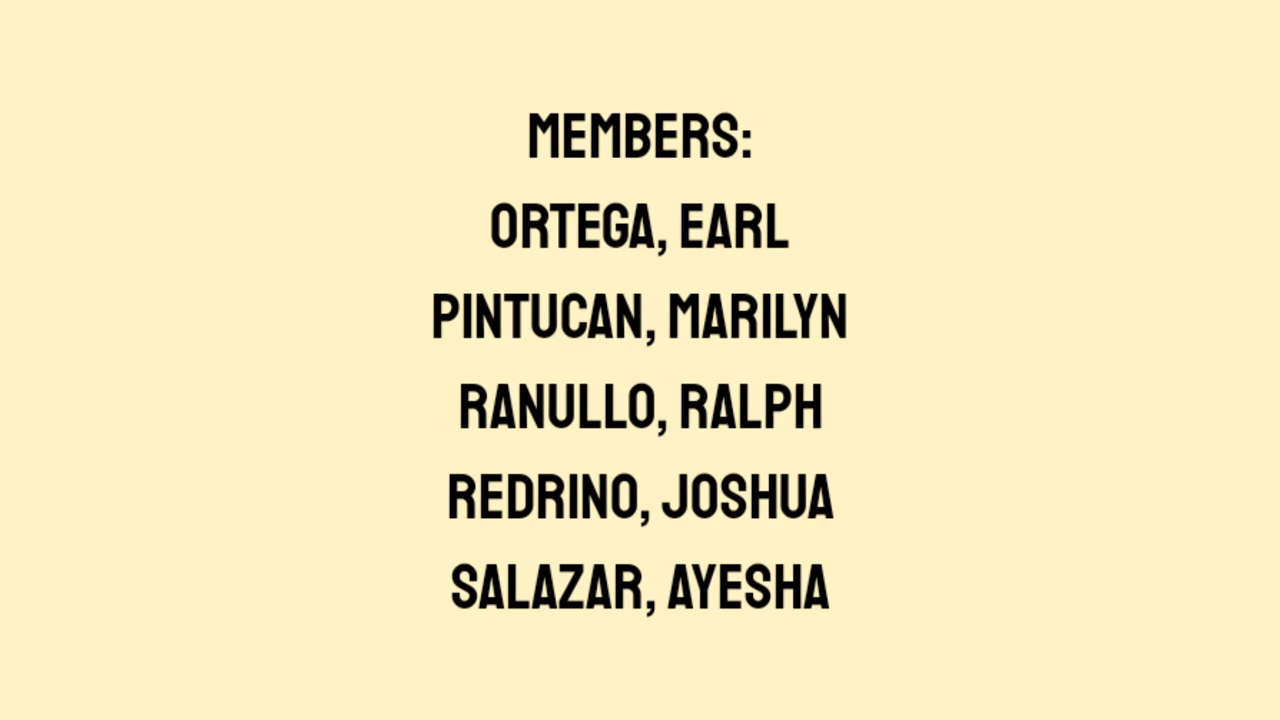 MEMBERS:
ORTEGA, EARL
PINTUCAN, MARILYN
RANULLO, RALPH
REDRINO, JOSHUA
SALAZAR, AYESHA